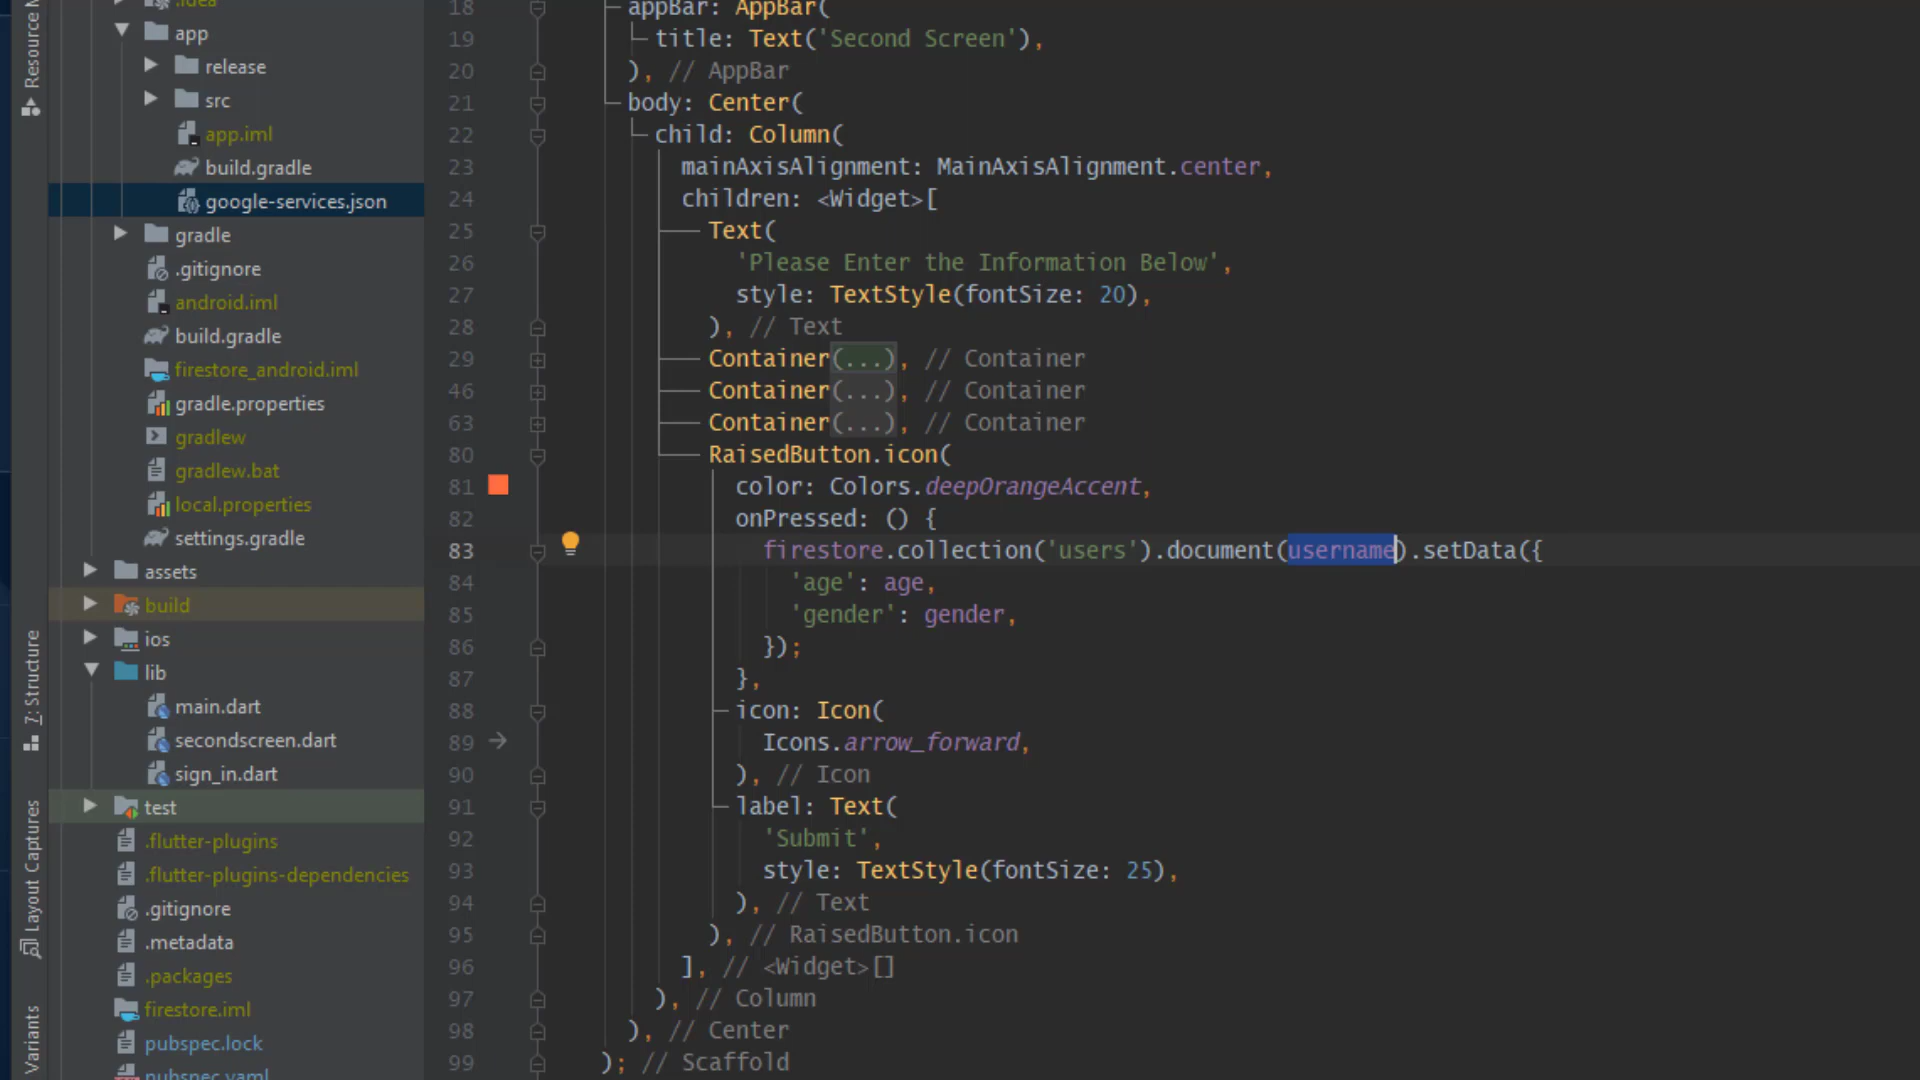 Resource M
7: Structure
Layout Captures
Variants
.idea
app
release
src
app.iml
build.gradle
google-services.json
gradle
.gitignore
android.iml
build.gradle
firestore_android.iml
gradle.properties
gradlew
gradlew.bat
local.properties
settings.gradle
assets
build
ios
lib
main.dart
secondscreen.dart
sign_in.dart
test
.flutter-plugins
.flutter-plugins-dependencies
.gitignore
.metadata
.packages
firestore.iml
pubspec.lock
pubspec.yaml
18 appBar: AppBar(
19 title: Text('Second Screen'),
20 ), // AppBar
21 body: Center(
22 child: Column(
23 mainAxisAlignment: MainAxisAlignment.center,
24 children: <Widget>[
25 Text(
26 'Please Enter the Information Below',
27 style: TextStyle(fontSize: 20),
28 ), // Text
29 Container(...), // Container
46 Container(...), // Container
63 Container(...), // Container
80 RaisedButton.icon(
81 color: Colors.deepOrangeAccent,
82 onPressed: () {
83 firestore.collection('users').document(username).setData({
84 'age': age,
85 'gender': gender,
86 });
87 },
88 icon: Icon(
89 Icons.arrow_forward,
90 ), // Icon
91 label: Text(
92 'Submit',
93 style: TextStyle(fontSize: 25),
94 ), // Text
95 ), // RaisedButton.icon
96 ], // <Widget>[]
97 ), // Column
98 ), // Center
99 ); // Scaffold